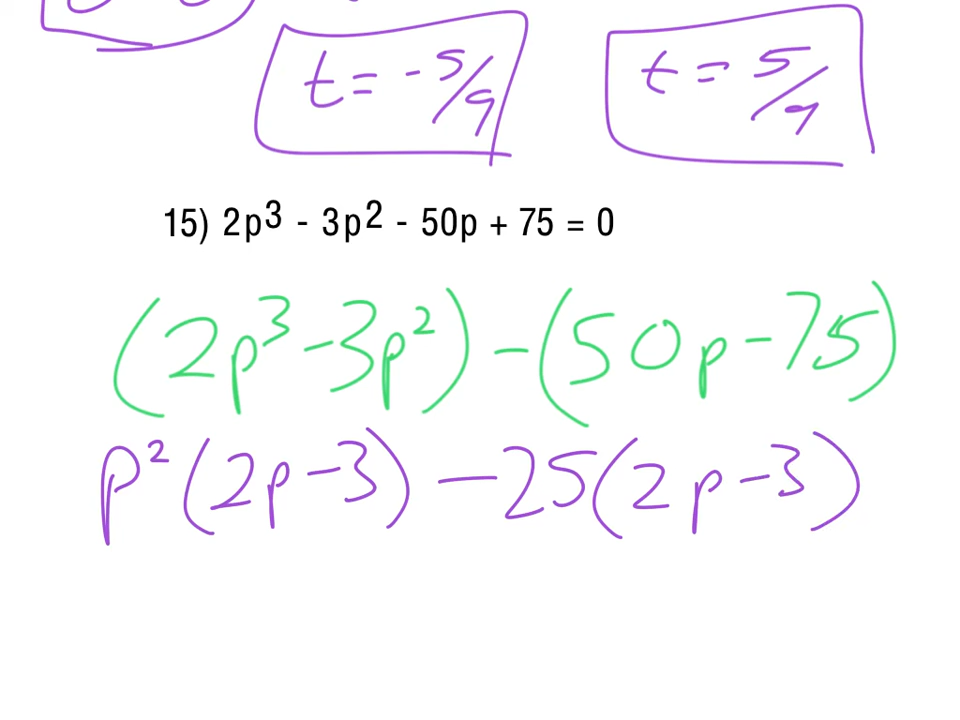 t = -5/9 t = 5/9
15) 2p³ - 3p² - 50p + 75 = 0
(2p³ - 3p²) - (50p - 75)
p² (2p - 3) - 25 (2p - 3)